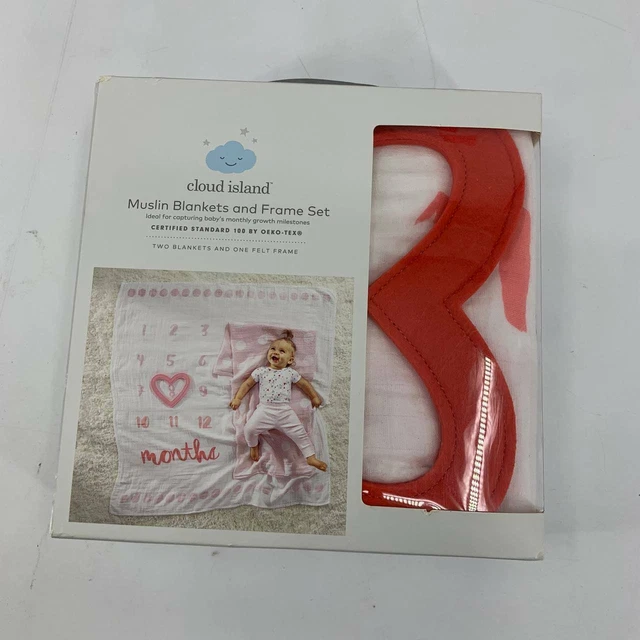 cloud island™
Muslin Blankets and Frame Set
Ideal for capturing baby's monthly growth milestones
CERTIFIED STANDARD 100 BY OEKO-TEX®
TWO BLANKETS AND ONE FELT FRAME
1 2 3
4 5 6
7 8 9
10 11 12
months